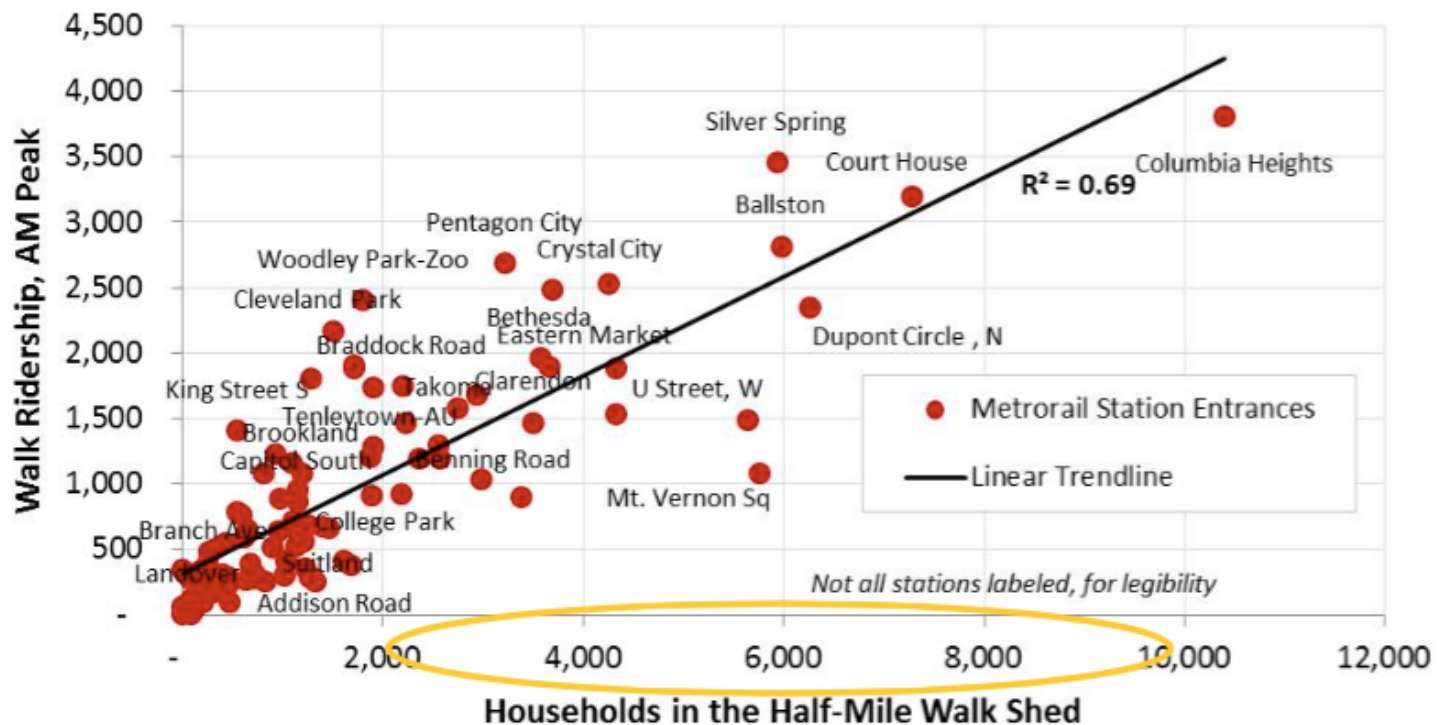 4,500
4,000
3,500
3,000
2,500
2,000
1,500
1,000
500
-
Walk Ridership, AM Peak
Silver Spring
Court House
Columbia Heights
R² = 0.69
Ballston
Pentagon City
Crystal City
Woodley Park-Zoo
Cleveland Park
Bethesda
Eastern Market
Dupont Circle , N
Braddock Road
King Street S
Takoma
Clarendon
U Street, W
Tenleytown-AU
Brookland
Capitol South
Benning Road
Mt. Vernon Sq
College Park
Branch Ave
Suitland
Landover
Addison Road
Metrorail Station Entrances
Linear Trendline
Not all stations labeled, for legibility
-
2,000
4,000
6,000
8,000
10,000
12,000
Households in the Half-Mile Walk Shed